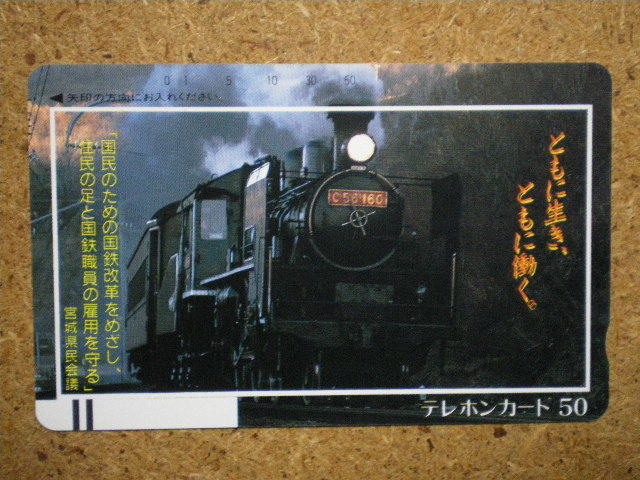 0 1 5 10 30 50
◀矢印の方向にお入れください。
C56 160
ともに生き、
ともに働く。
「国民のための国鉄改革をめざし、
住民の足と国鉄職員の雇用を守る」
宮城県民会議
テレホンカード 50